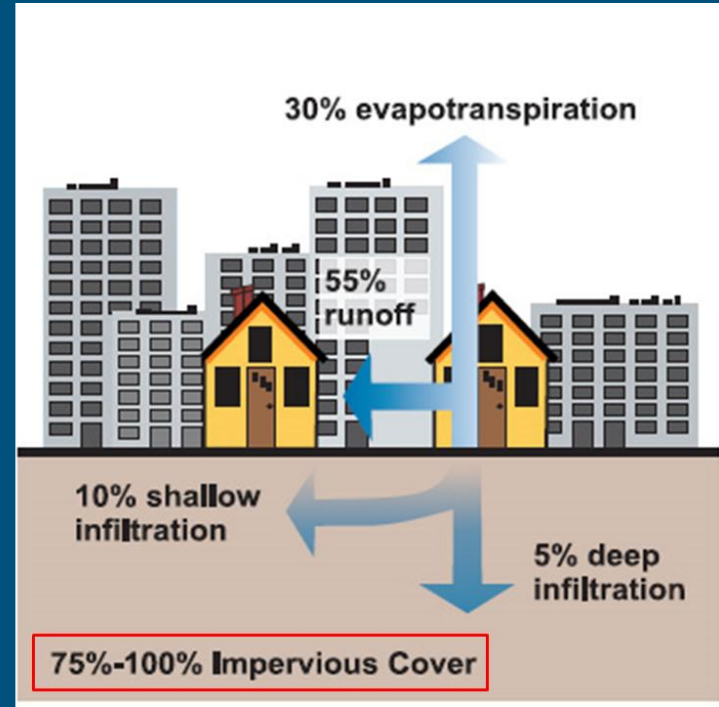 30% evapotranspiration
55%
runoff
10% shallow
infiltration
5% deep
infiltration
75%-100% Impervious Cover